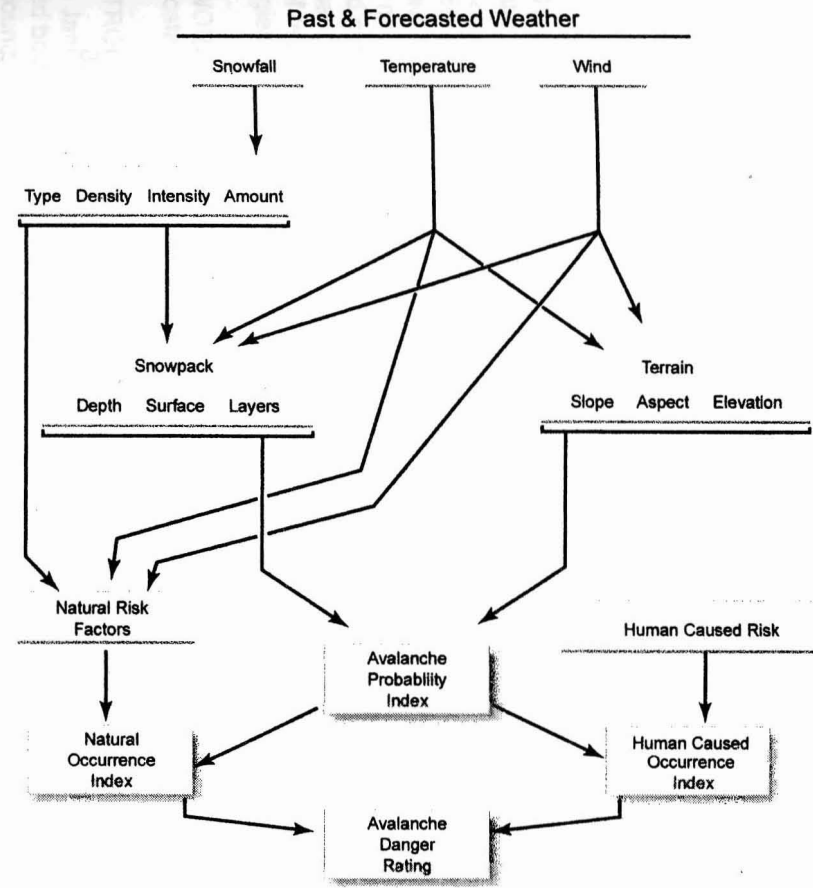 Past & Forecasted Weather
Snowfall Temperature Wind
Type Density Intensity Amount
Snowpack
Terrain
Depth Surface Layers
Slope Aspect Elevation
Natural Risk
Factors
Human Caused Risk
Avalanche
Probabliity
Index
Natural
Occurrence
Index
Human Caused
Occurrence
Index
Avalanche
Danger
Rating